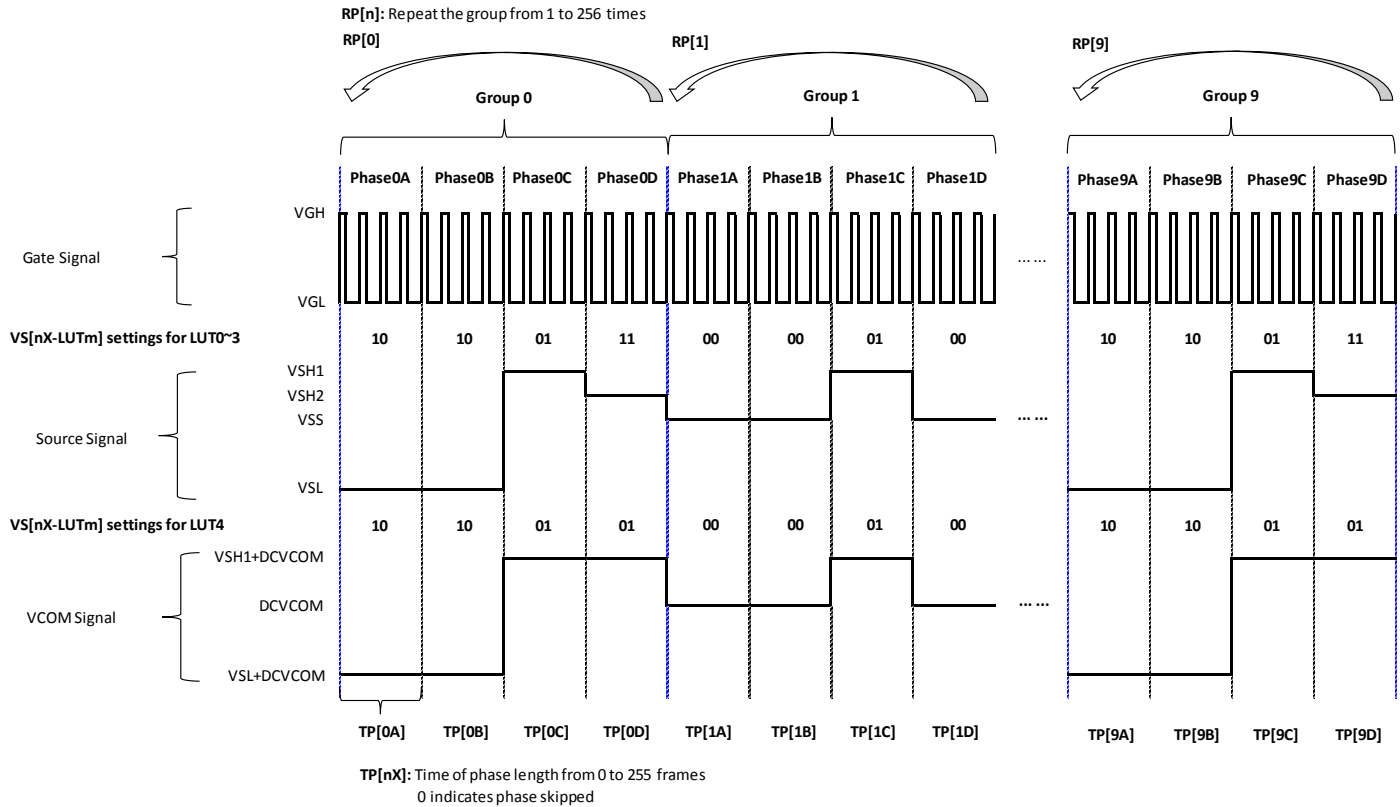 RP[n]: Repeat the group from 1 to 256 times
RP[0] RP[1] RP[9]
Group 0 Group 1 Group 9
Phase0A Phase0B Phase0C Phase0D Phase1A Phase1B Phase1C Phase1D Phase9A Phase9B Phase9C Phase9D
VGH
Gate Signal
... ...
VGL
VS[nX-LUTm] settings for LUT0~3 10 10 01 11 00 00 01 00 10 10 01 11
VSH1
VSH2
VSS
... ...
Source Signal
VSL
VS[nX-LUTm] settings for LUT4 10 10 01 01 00 00 01 00 10 10 01 01
VSH1+DCVCOM
DCVCOM
... ...
VCOM Signal
VSL+DCVCOM
TP[0A] TP[0B] TP[0C] TP[0D] TP[1A] TP[1B] TP[1C] TP[1D] TP[9A] TP[9B] TP[9C] TP[9D]
TP[nX]: Time of phase length from 0 to 255 frames
0 indicates phase skipped